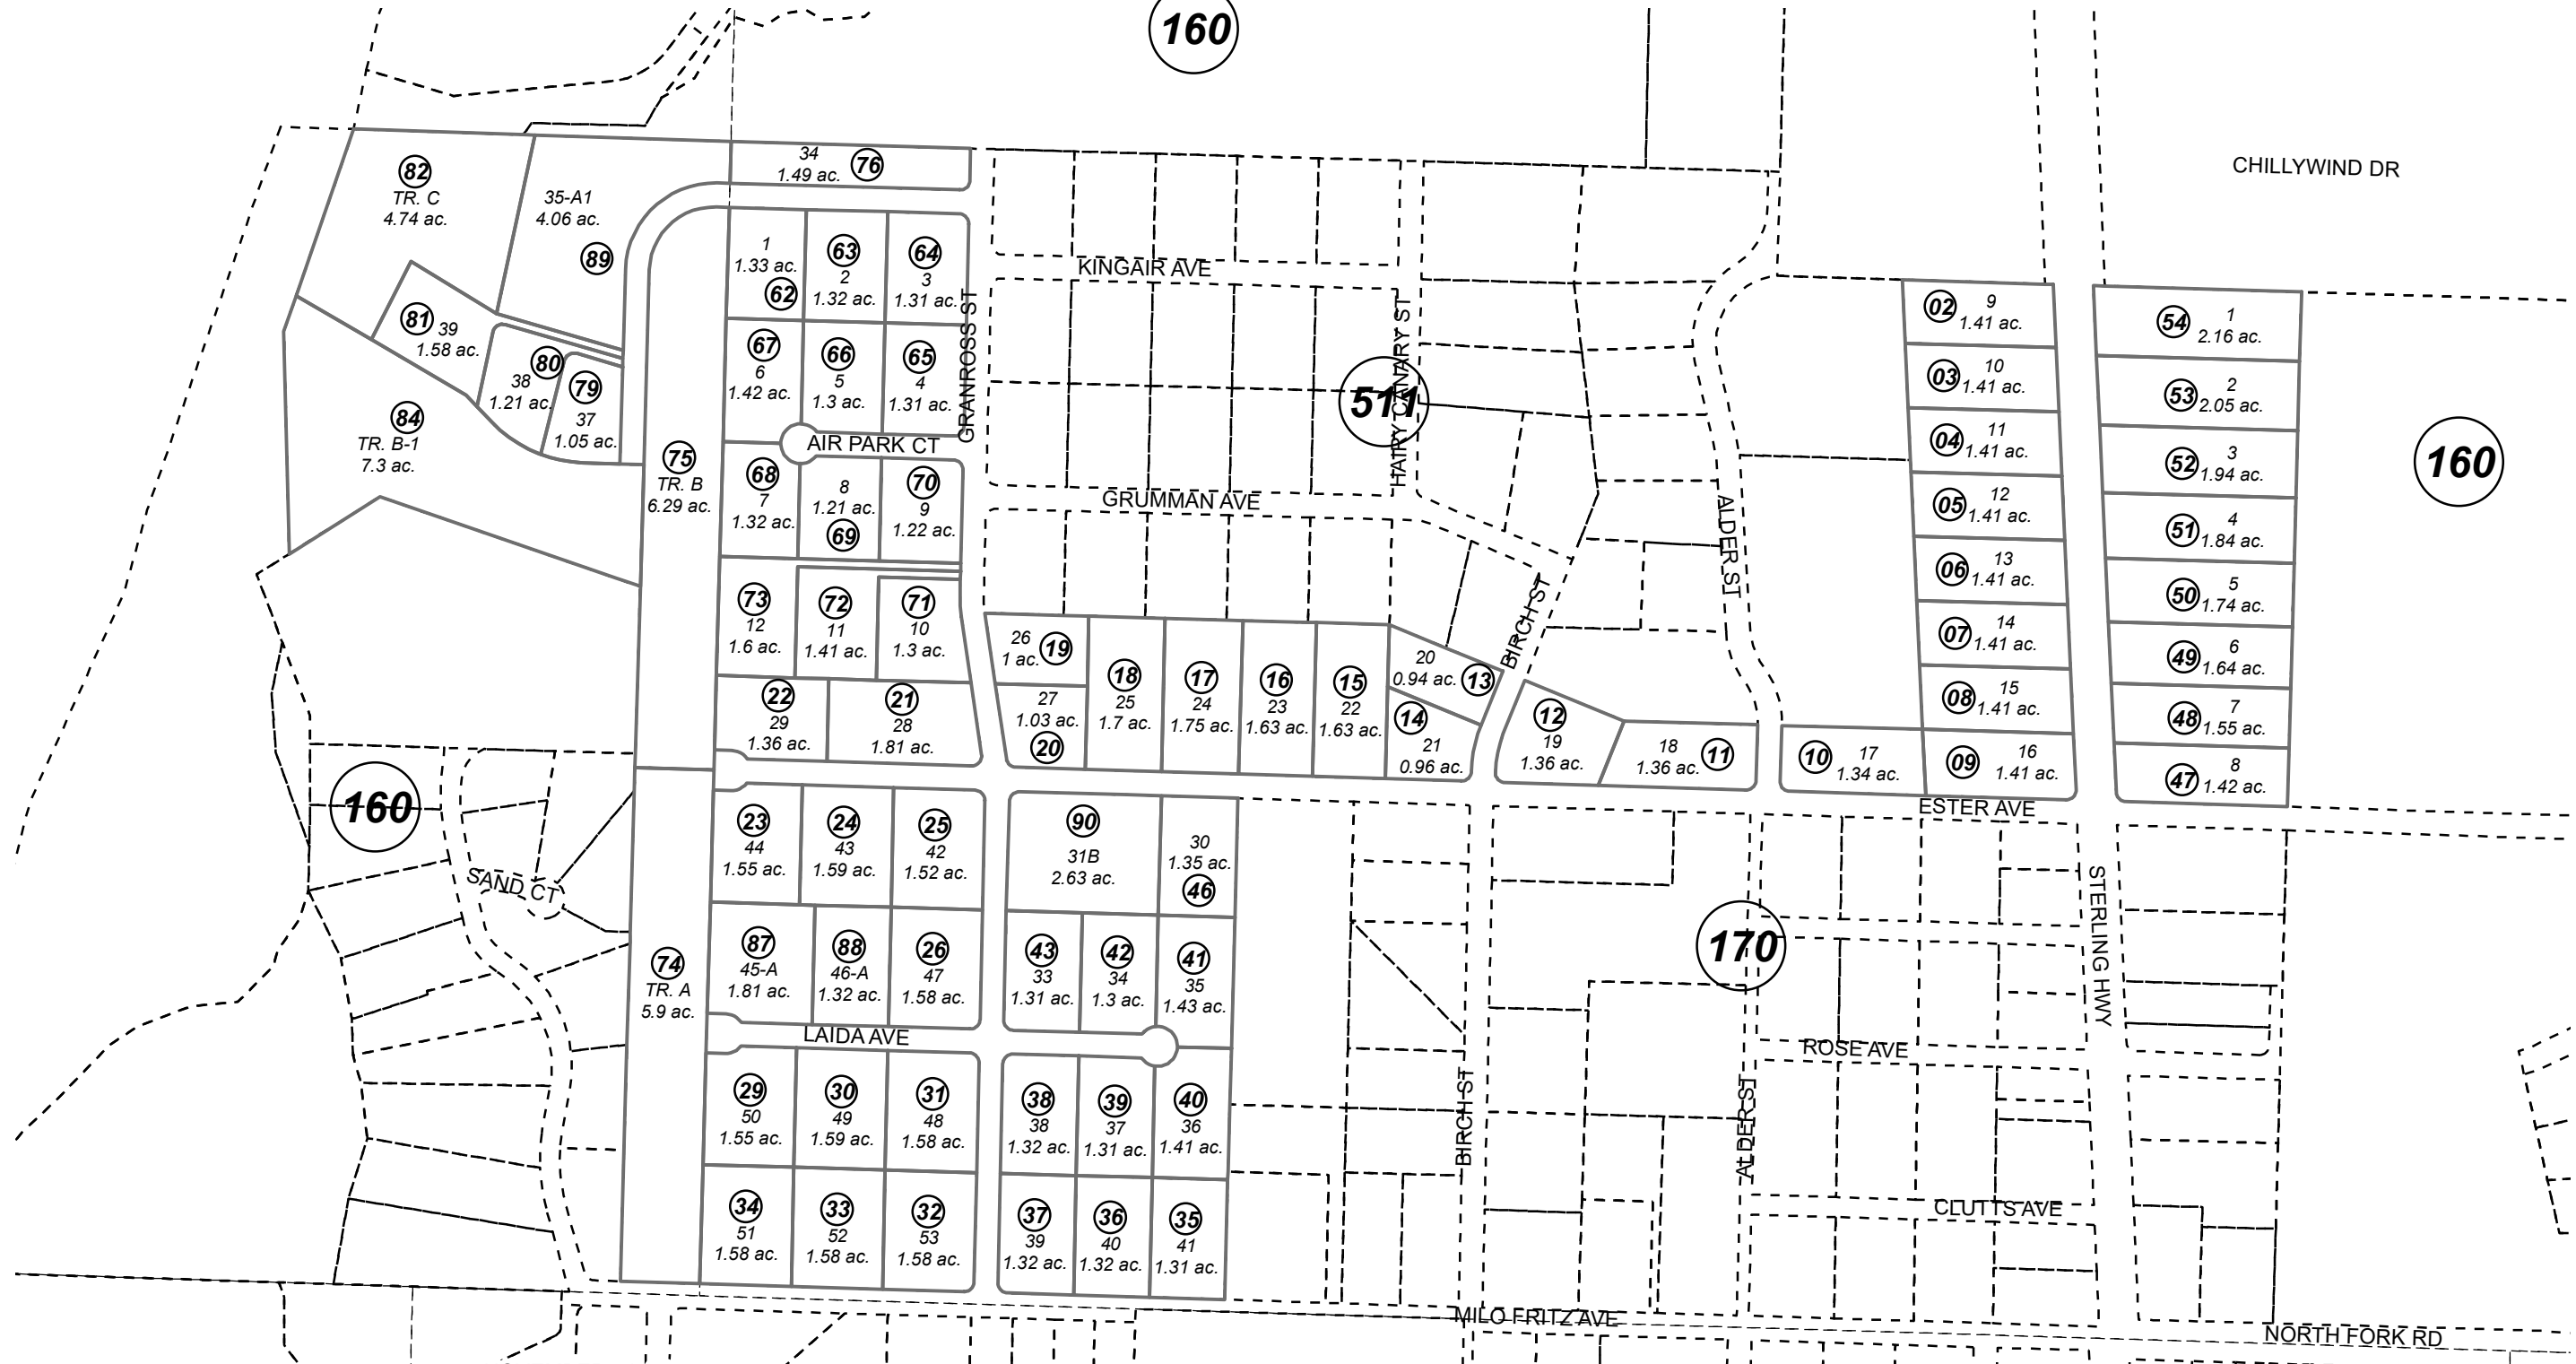 160
CHILLYWIND DR
82
TR. C
4.74 ac.
35-A1
4.06 ac.
89
34
1.49 ac.
76
1
1.33 ac.
62
63
2
1.32 ac.
64
3
1.31 ac.
KINGAIR AVE
GRANROSS ST
HAIRY CANARY ST
511
81
39
1.58 ac.
80
38
1.21 ac.
79
37
1.05 ac.
84
TR. B-1
7.3 ac.
75
TR. B
6.29 ac.
67
6
1.42 ac.
66
5
1.3 ac.
65
4
1.31 ac.
AIR PARK CT
68
7
1.32 ac.
8
1.21 ac.
69
70
9
1.22 ac.
GRUMMAN AVE
ALDER ST
BIRCH ST
73
12
1.6 ac.
72
11
1.41 ac.
71
10
1.3 ac.
22
29
1.36 ac.
21
28
1.81 ac.
26
1 ac.
19
27
1.03 ac.
20
18
25
1.7 ac.
17
24
1.75 ac.
16
23
1.63 ac.
15
22
1.63 ac.
20
0.94 ac.
13
14
21
0.96 ac.
12
19
1.36 ac.
18
1.36 ac.
11
10
17
1.34 ac.
02
9
1.41 ac.
03
10
1.41 ac.
04
11
1.41 ac.
05
12
1.41 ac.
06
13
1.41 ac.
07
14
1.41 ac.
08
15
1.41 ac.
09
16
1.41 ac.
54
1
2.16 ac.
53
2
2.05 ac.
52
3
1.94 ac.
51
4
1.84 ac.
50
5
1.74 ac.
49
6
1.64 ac.
48
7
1.55 ac.
47
8
1.42 ac.
160
ESTER AVE
160
SAND CT
74
TR. A
5.9 ac.
23
44
1.55 ac.
24
43
1.59 ac.
25
42
1.52 ac.
90
31B
2.63 ac.
30
1.35 ac.
46
87
45-A
1.81 ac.
88
46-A
1.32 ac.
26
47
1.58 ac.
43
33
1.31 ac.
42
34
1.3 ac.
41
35
1.43 ac.
170
STERLING HWY
LAIDA AVE
ROSE AVE
29
50
1.55 ac.
30
49
1.59 ac.
31
48
1.58 ac.
38
38
1.32 ac.
39
37
1.31 ac.
40
36
1.41 ac.
BIRCH ST
ALDER ST
34
51
1.58 ac.
33
52
1.58 ac.
32
53
1.58 ac.
37
39
1.32 ac.
36
40
1.32 ac.
35
41
1.31 ac.
CLUTTS AVE
MILO FRITZ AVE
NORTH FORK RD